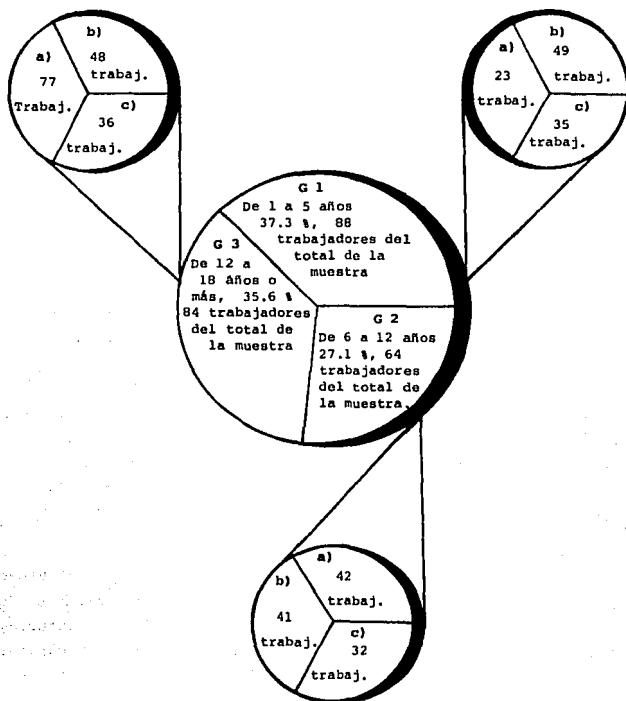 a)
77
Trabaj.
b)
48
trabaj.
c)
36
trabaj.
a)
23
trabaj.
b)
49
trabaj.
c)
35
trabaj.
G 1
De 1 a 5 años
37.3 %, 88
trabajadores del
total de la
muestra
G 3
De 12 a
18 Años o
más, 35.6 %
84 trabajadores
del total de
la muestra
G 2
De 6 a 12 años
27.1 %, 64
trabajadores
del total de
la muestra.
a)
42
trabaj.
b)
41
trabaj.
c)
32
trabaj.